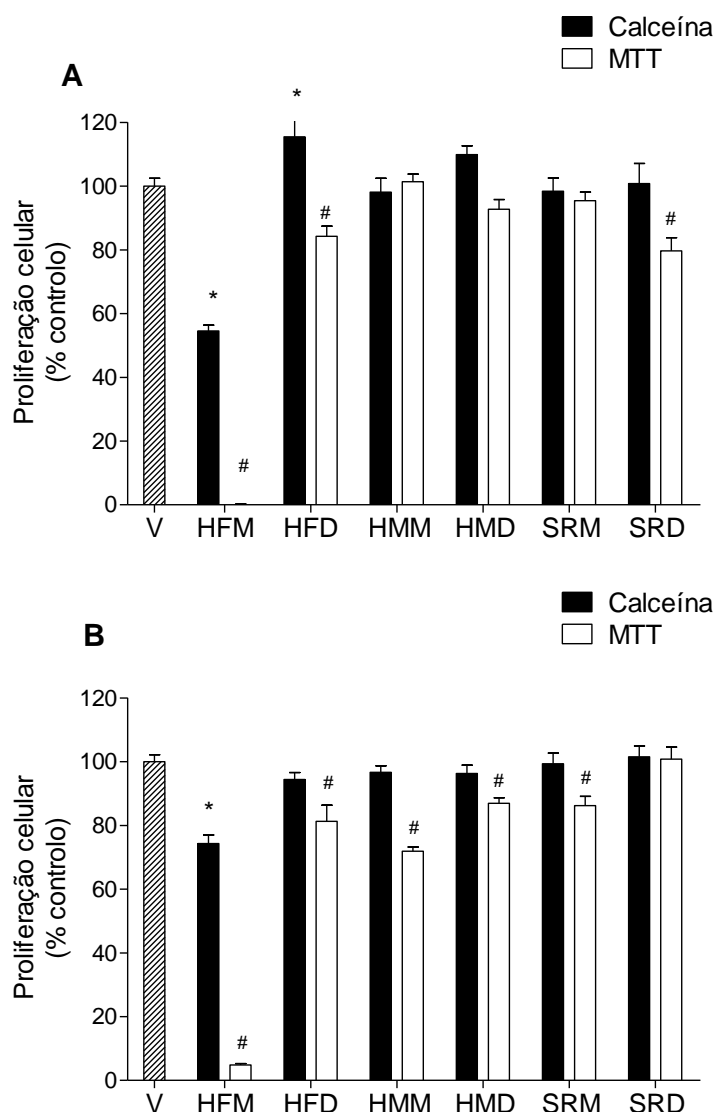 Calceína
MTT
A
Proliferação celular
(% controlo)
120
100
80
60
40
20
0
*
#
*
#
#
V HFM HFD HMM HMD SRM SRD
Calceína
MTT
B
Proliferação celular
(% controlo)
120
100
80
60
40
20
0
*
#
#
#
#
#
V HFM HFD HMM HMD SRM SRD